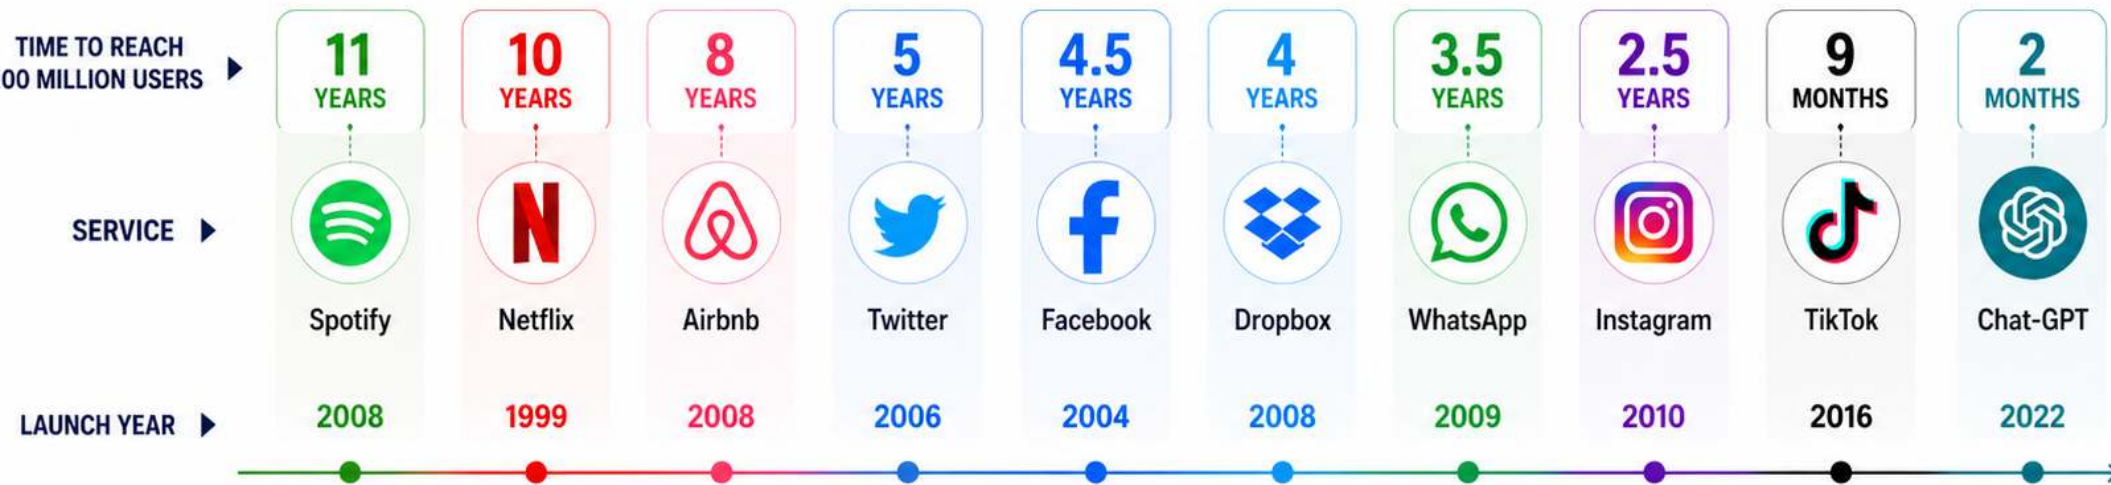 TIME TO REACH
00 MILLION USERS
11 10 8 5 4.5 4 3.5 2.5 9 2
YEARS YEARS YEARS YEARS YEARS YEARS YEARS YEARS MONTHS MONTHS
SERVICE
Spotify Netflix Airbnb Twitter Facebook Dropbox WhatsApp Instagram TikTok Chat-GPT
LAUNCH YEAR
2008 1999 2008 2006 2004 2008 2009 2010 2016 2022